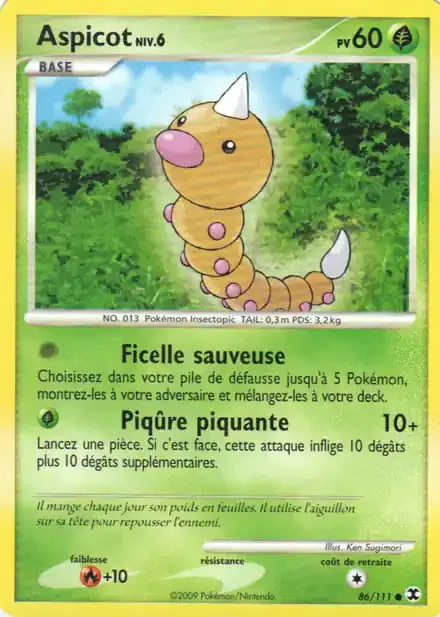 Aspicot NIV.6 PV 60
BASE
NO. 013 Pokémon Insectopic TAIL: 0,3 m PDS: 3,2 kg
Ficelle sauveuse
Choisissez dans votre pile de défausse jusqu'à 5 Pokémon,
montrez-les à votre adversaire et mélangez-les à votre deck.
Piqûre piquante 10+
Lancez une pièce. Si c'est face, cette attaque inflige 10 dégâts
plus 10 dégâts supplémentaires.
Il mange chaque jour son poids en feuilles. Il utilise l'aiguillon
sur sa tête pour repousser l'ennemi.
Illus. Ken Sugimori
faiblesse résistance coût de retraite
+10
©2009 Pokémon/Nintendo 86/111